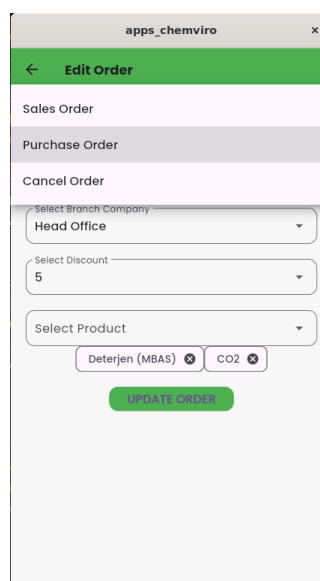 apps_chemviro ×
Edit Order
Sales Order
Purchase Order
Cancel Order
Select Branch Company
Head Office
Select Discount
5
Select Product
Deterjen (MBAS) CO2
UPDATE ORDER